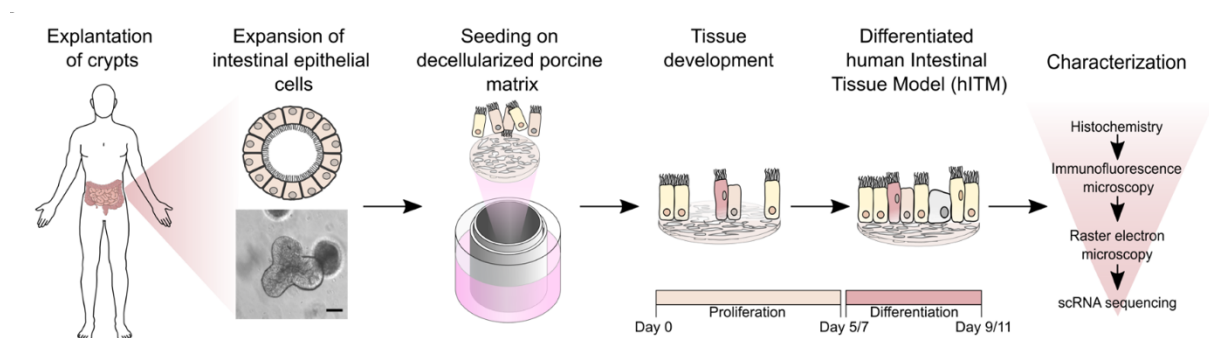 Explantation
of crypts
Expansion of
intestinal epithelial
cells
Seeding on
decellularized porcine
matrix
Tissue
development
Differentiated
human Intestinal
Tissue Model (hITM)
Characterization
Histochemistry
Immunofluorescence
microscopy
Raster electron
microscopy
scRNA sequencing
Proliferation
Differentiation
Day 0
Day 5/7
Day 9/11